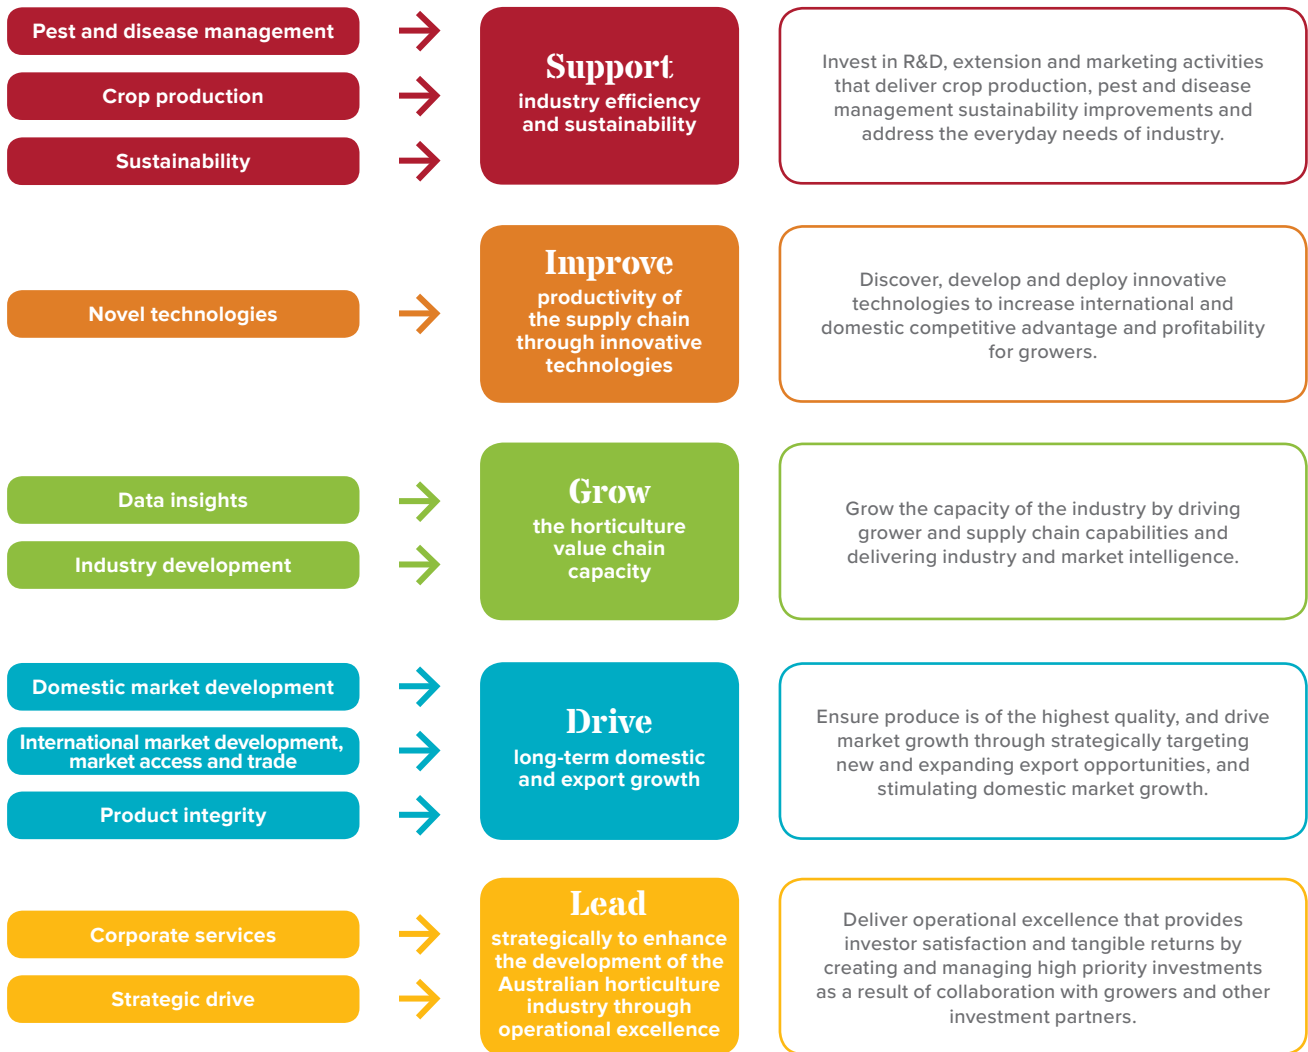 Pest and disease management
Crop production
Sustainability
Support
industry efficiency
and sustainability
Invest in R&D, extension and marketing activities
that deliver crop production, pest and disease
management sustainability improvements and
address the everyday needs of industry.
Novel technologies
Improve
productivity of
the supply chain
through innovative
technologies
Discover, develop and deploy innovative
technologies to increase international and
domestic competitive advantage and profitability
for growers.
Data insights
Industry development
Grow
the horticulture
value chain
capacity
Grow the capacity of the industry by driving
grower and supply chain capabilities and
delivering industry and market intelligence.
Domestic market development
International market development,
market access and trade
Product integrity
Drive
long-term domestic
and export growth
Ensure produce is of the highest quality, and drive
market growth through strategically targeting
new and expanding export opportunities, and
stimulating domestic market growth.
Corporate services
Strategic drive
Lead
strategically to enhance
the development of the
Australian horticulture
industry through
operational excellence
Deliver operational excellence that provides
investor satisfaction and tangible returns by
creating and managing high priority investments
as a result of collaboration with growers and other
investment partners.